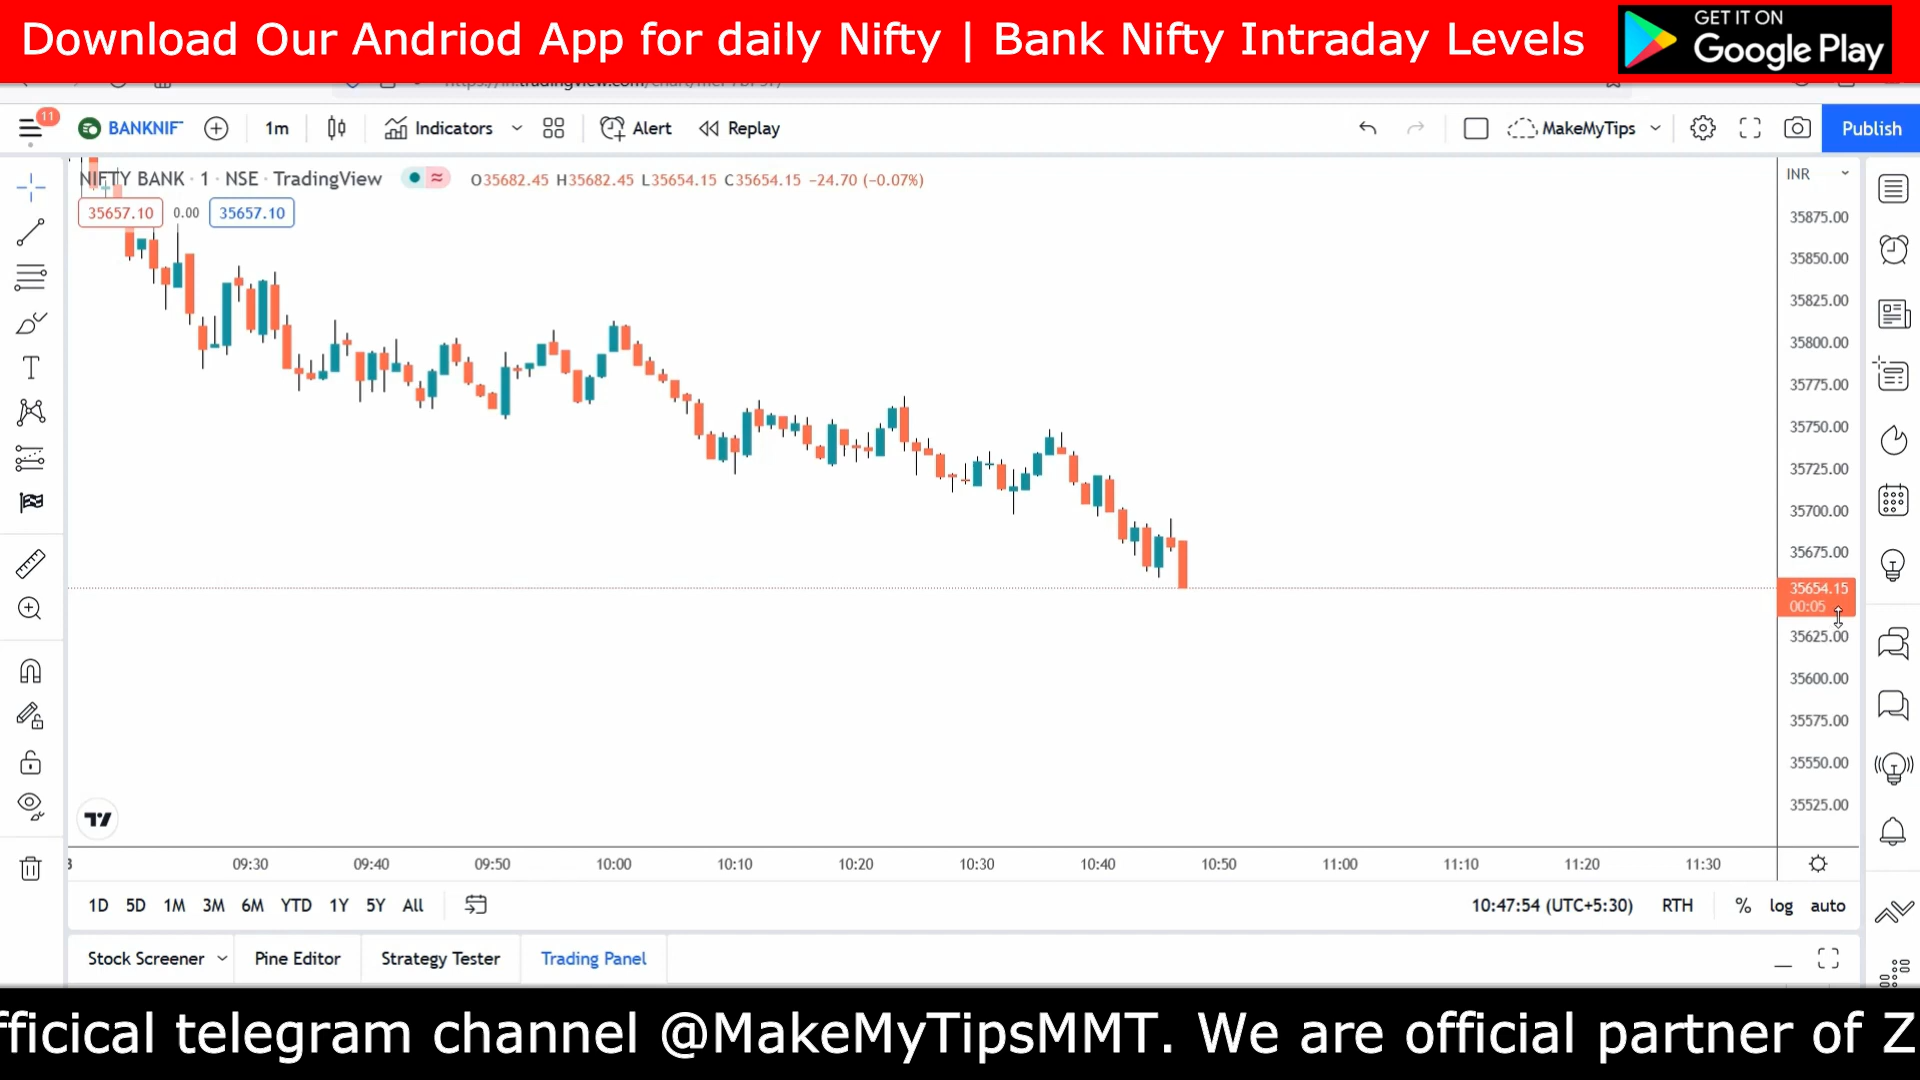 Download Our Andriod App for daily Nifty | Bank Nifty Intraday Levels
GET IT ON
Google Play
11
BANKNIF
1m
Indicators
Alert
Replay
MakeMyTips
Publish
NIFTY BANK · 1 · NSE · TradingView
O35682.45 H35682.45 L35654.15 C35654.15 −24.70 (−0.07%)
INR
35657.10
0.00
35657.10
35875.00
35850.00
35825.00
35800.00
35775.00
35750.00
35725.00
35700.00
35675.00
35654.15
00:05
35625.00
35600.00
35575.00
35550.00
35525.00
09:30
09:40
09:50
10:00
10:10
10:20
10:30
10:40
10:50
11:00
11:10
11:20
11:30
1D 5D 1M 3M 6M YTD 1Y 5Y All
10:47:54 (UTC+5:30)
RTH
% log auto
Stock Screener
Pine Editor
Strategy Tester
Trading Panel
fficical telegram channel @MakeMyTipsMMT. We are official partner of Z